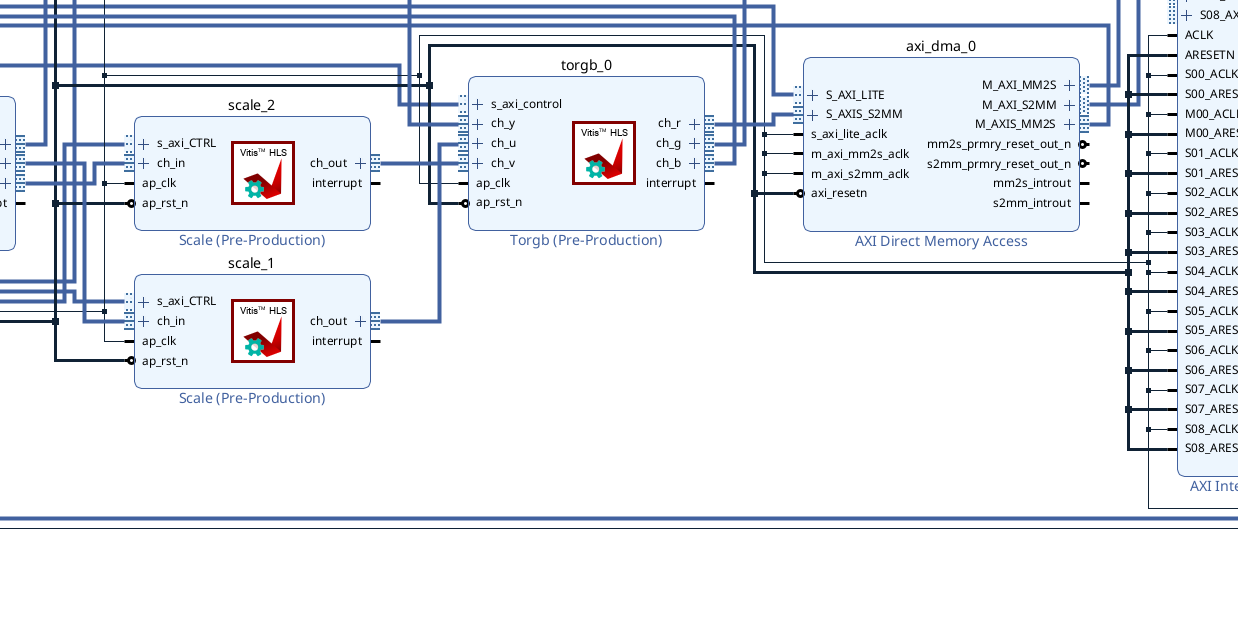 scale_2
s_axi_CTRL
ch_in
ap_clk
ap_rst_n
Vitis™ HLS
ch_out
interrupt
Scale (Pre-Production)
scale_1
s_axi_CTRL
ch_in
ap_clk
ap_rst_n
Vitis™ HLS
ch_out
interrupt
Scale (Pre-Production)
torgb_0
s_axi_control
ch_y
ch_u
ch_v
ap_clk
ap_rst_n
Vitis™ HLS
ch_r
ch_g
ch_b
interrupt
Torgb (Pre-Production)
axi_dma_0
S_AXI_LITE
S_AXIS_S2MM
s_axi_lite_aclk
m_axi_mm2s_aclk
m_axi_s2mm_aclk
axi_resetn
M_AXI_MM2S
M_AXI_S2MM
M_AXIS_MM2S
mm2s_prmry_reset_out_n
s2mm_prmry_reset_out_n
mm2s_introut
s2mm_introut
AXI Direct Memory Access
S08_AX
ACLK
ARESETN
S00_ACLK
S00_ARES
M00_ACLK
M00_ARES
S01_ACLK
S01_ARES
S02_ACLK
S02_ARES
S03_ACLK
S03_ARES
S04_ACLK
S04_ARES
S05_ACLK
S05_ARES
S06_ACLK
S06_ARES
S07_ACLK
S07_ARES
S08_ACLK
S08_ARES
AXI Inte